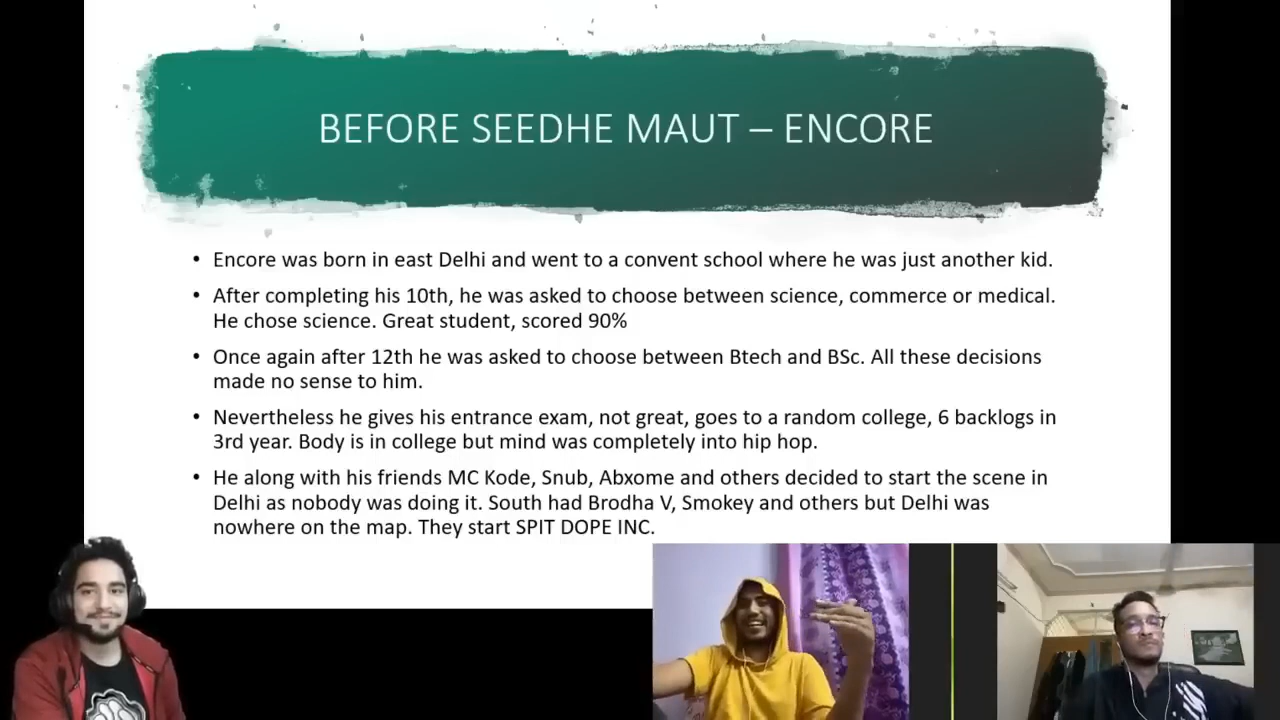 BEFORE SEEDHE MAUT – ENCORE
• Encore was born in east Delhi and went to a convent school where he was just another kid.
• After completing his 10th, he was asked to choose between science, commerce or medical.
He chose science. Great student, scored 90%
• Once again after 12th he was asked to choose between Btech and BSc. All these decisions
made no sense to him.
• Nevertheless he gives his entrance exam, not great, goes to a random college, 6 backlogs in
3rd year. Body is in college but mind was completely into hip hop.
• He along with his friends MC Kode, Snub, Abxome and others decided to start the scene in
Delhi as nobody was doing it. South had Brodha V, Smokey and others but Delhi was
nowhere on the map. They start SPIT DOPE INC.